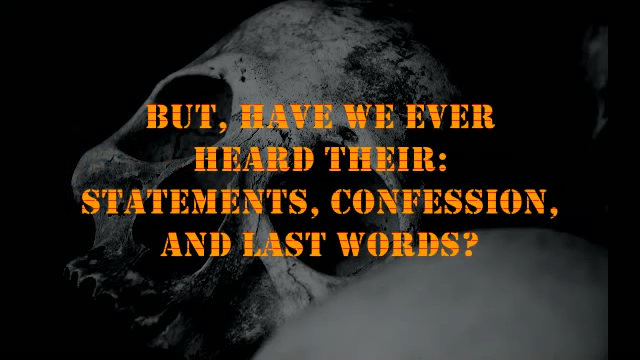 BUT, HAVE WE EVER
HEARD THEIR:
STATEMENTS, CONFESSION,
AND LAST WORDS?